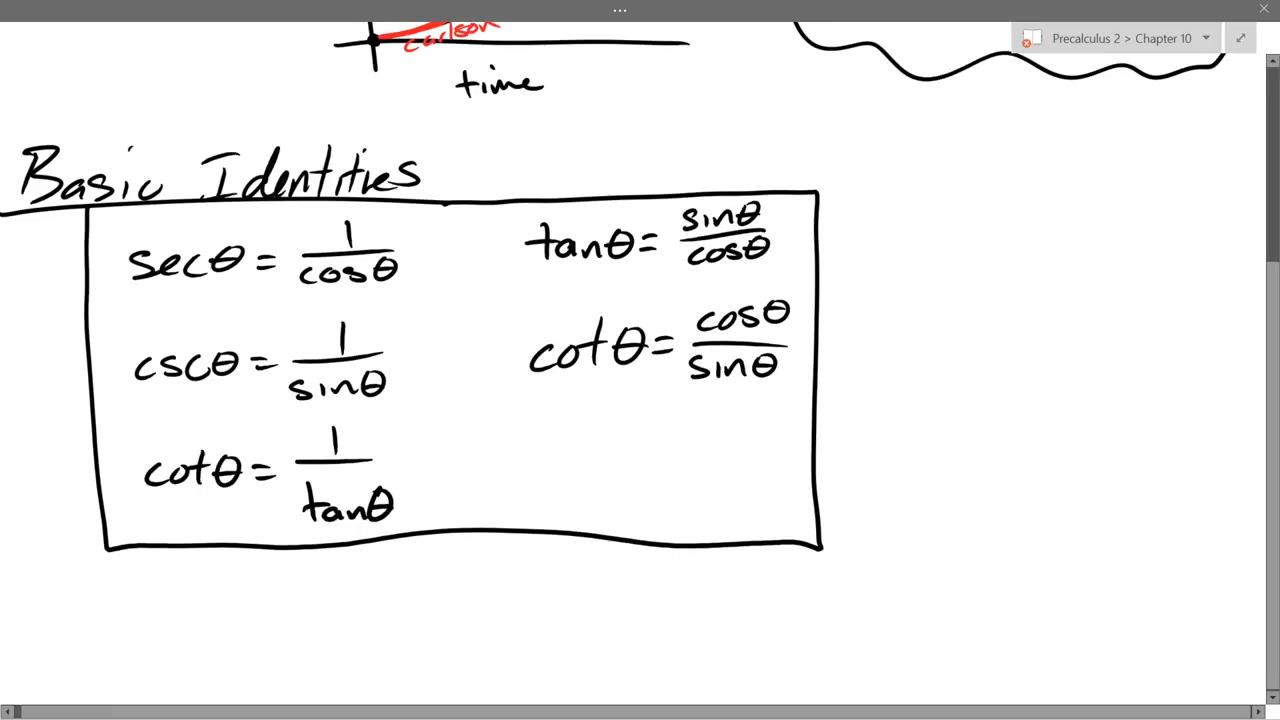 ...
carlson
Precalculus 2 > Chapter 10
time
Basic Identities
secθ = 1/cosθ
tanθ = sinθ/cosθ
cscθ = 1/sinθ
cotθ = cosθ/sinθ
cotθ = 1/tanθ